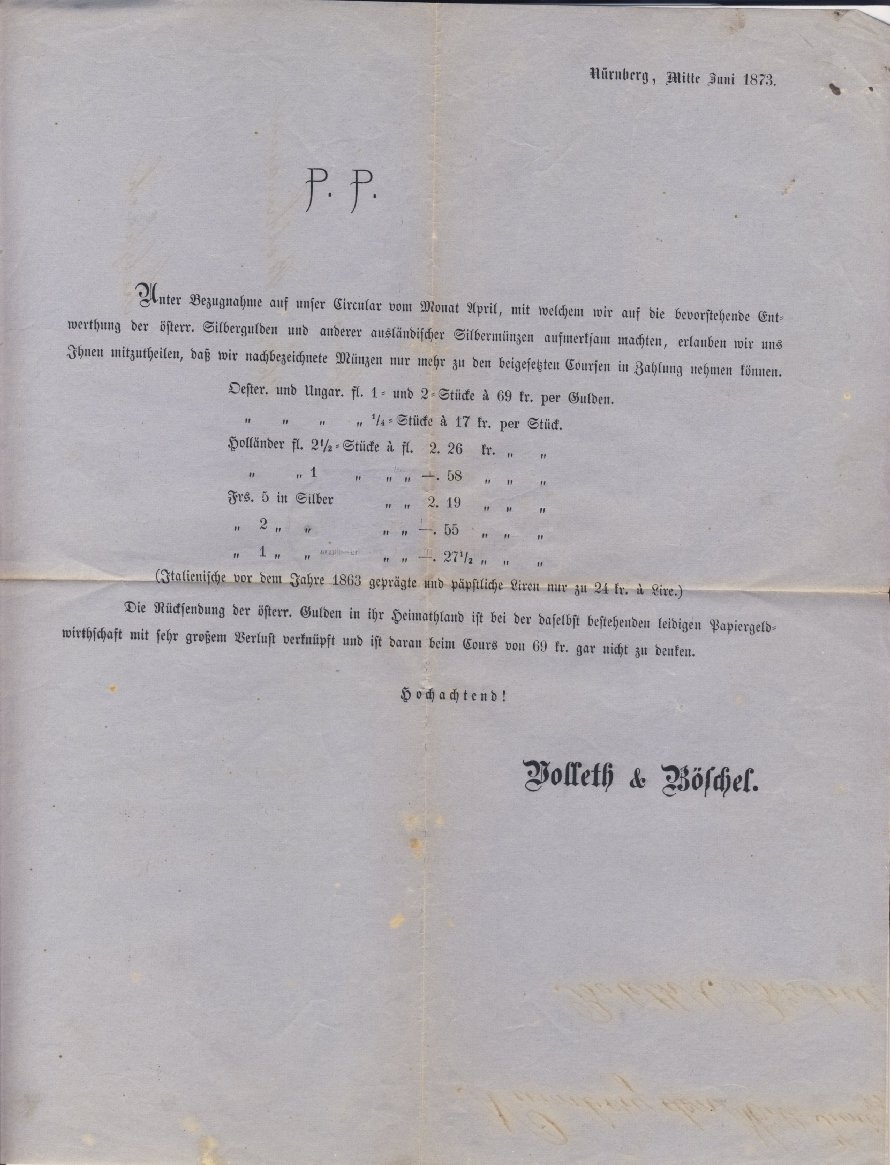 Nürnberg, Mitte Juni 1873.
P. P.
Unter Bezugnahme auf unser Circular vom Monat April, mit welchem wir auf die bevorstehende Ent-
werthung der österr. Silbergulden und anderer ausländischer Silbermünzen aufmerksam machten, erlauben wir uns
Ihnen mitzutheilen, daß wir nachbezeichnete Münzen nur mehr zu den beigesetzten Coursen in Zahlung nehmen können.
Oester. und Ungar. fl. 1- und 2-Stücke à 69 kr. per Gulden.
„ „ „ „ 1/4-Stücke à 17 kr. per Stück.
Holländer fl. 2½-Stücke à fl. 2. 26 kr. „ „
„ „ 1 „ „ „ —. 58 „ „ „
Frs. 5 in Silber „ „ 2. 19 „ „ „
„ 2 „ „ „ „ —. 55 „ „ „
„ 1 „ „ „ „ —. 27½ „ „ „
(Italienische vor dem Jahre 1863 geprägte und päpstliche Liren nur zu 24 kr. à Lire.)
Die Rücksendung der österr. Gulden in ihr Heimathland ist bei der daselbst bestehenden leidigen Papiergeld-
wirthschaft mit sehr großem Verlust verknüpft und ist daran beim Cours von 69 kr. gar nicht zu denken.
Hochachtend!
Volleth & Böschel.